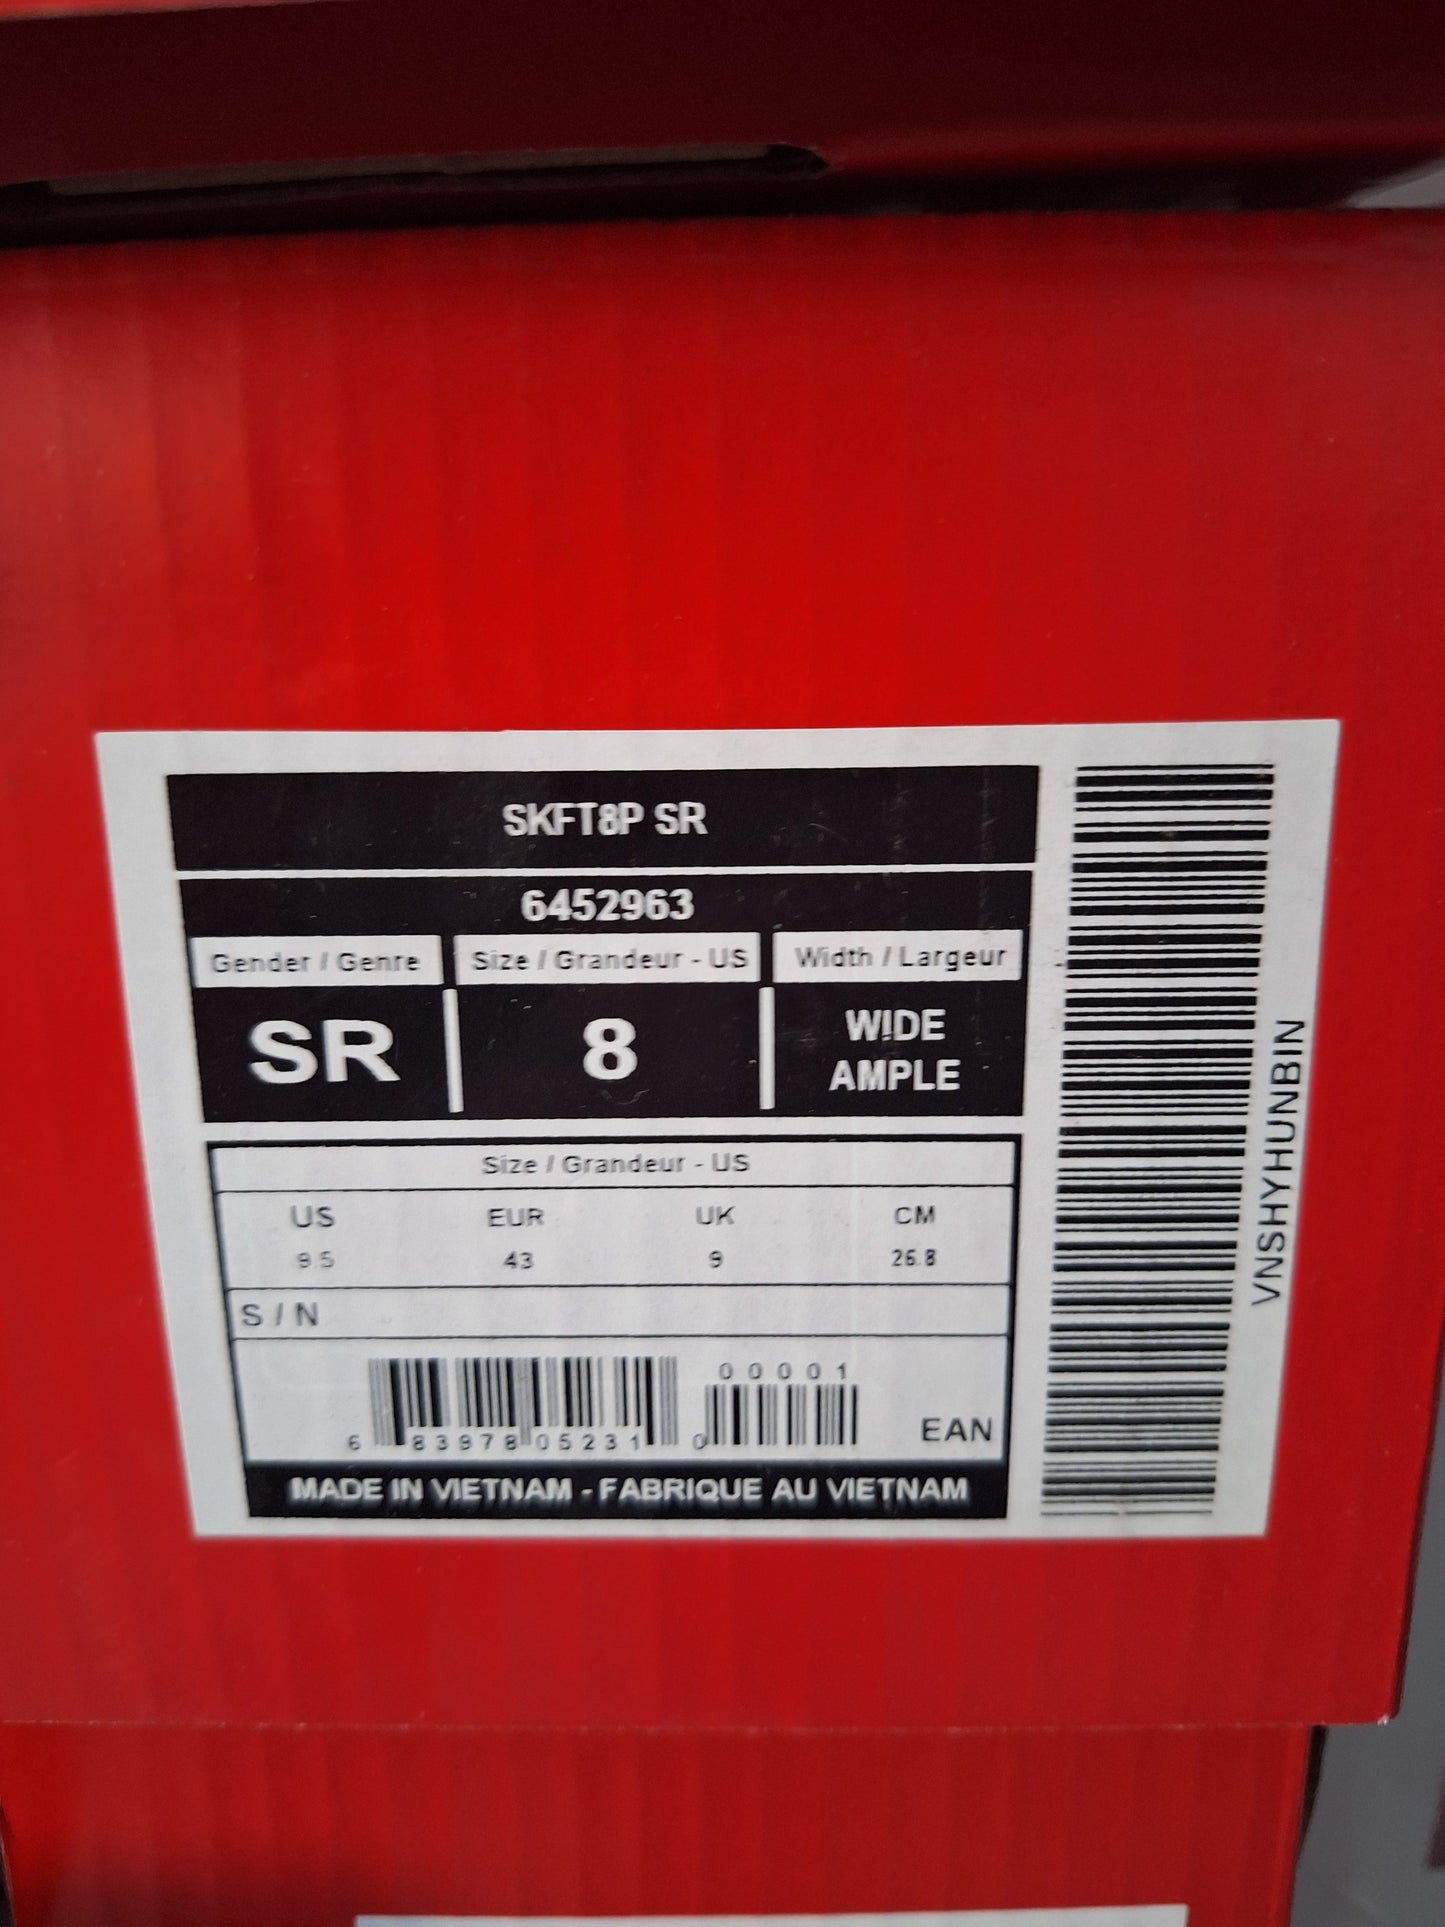 SKFT8P SR
6452963
Gender / Genre Size / Grandeur - US Width / Largeur
SR 8 WIDE
AMPLE
Size / Grandeur - US
US EUR UK CM
9.5 43 9 26.8
S / N
00001
6 83978 05231 0
EAN
MADE IN VIETNAM - FABRIQUE AU VIETNAM
VNSHYHUNBIN